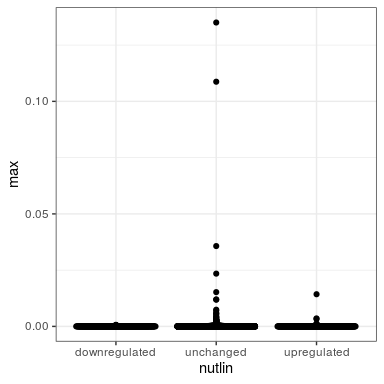 max
0.10
0.05
0.00
downregulated
unchanged
upregulated
nutlin